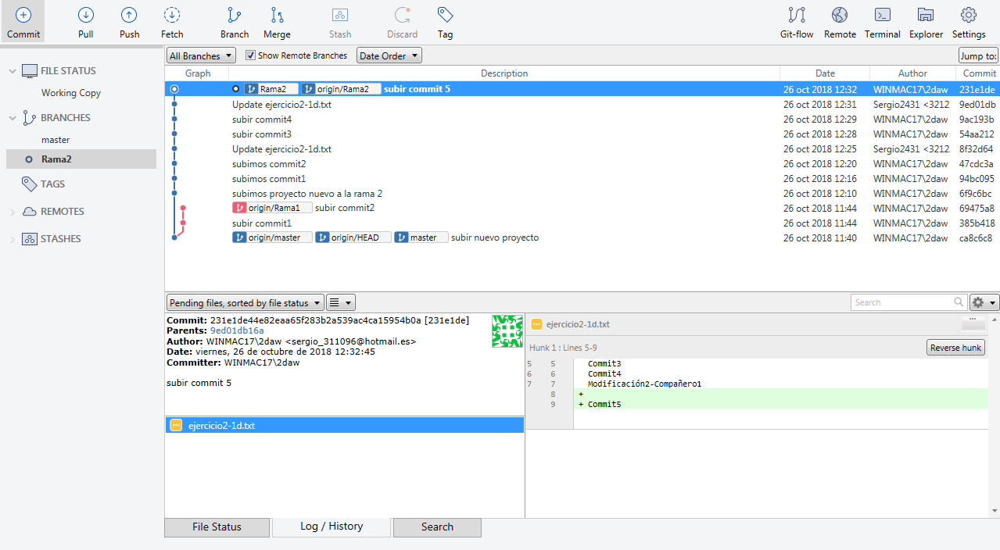 Commit Pull Push Fetch Branch Merge Stash Discard Tag Git-flow Remote Terminal Explorer Settings
All Branches Show Remote Branches Date Order Jump to:
Graph Description Date Author Commit
FILE STATUS
Working Copy
BRANCHES
master
Rama2
TAGS
REMOTES
STASHES
Rama2 origin/Rama2 subir commit 5 26 oct 2018 12:32 WINMAC17\2daw 231e1de
Update ejercicio2-1d.txt 26 oct 2018 12:31 Sergio2431 <3212 9ed01db
subir commit4 26 oct 2018 12:29 WINMAC17\2daw 9ac193b
subir commit3 26 oct 2018 12:28 WINMAC17\2daw 54aa212
Update ejercicio2-1d.txt 26 oct 2018 12:25 Sergio2431 <3212 8f32d64
subimos commit2 26 oct 2018 12:20 WINMAC17\2daw 47cdc3a
subimos commit1 26 oct 2018 12:16 WINMAC17\2daw 94bc095
subimos proyecto nuevo a la rama 2 26 oct 2018 12:10 WINMAC17\2daw 6f9c6bc
origin/Rama1 subir commit2 26 oct 2018 11:44 WINMAC17\2daw 69475a8
subir commit1 26 oct 2018 11:44 WINMAC17\2daw 385b418
origin/master origin/HEAD master subir nuevo proyecto 26 oct 2018 11:40 WINMAC17\2daw ca8c6c8
Pending files, sorted by file status Search
Commit: 231e1de44e82eaa65f283b2a539ac4ca15954b0a [231e1de]
Parents: 9ed01db16a
Author: WINMAC17\2daw <sergio_311096@hotmail.es>
Date: viernes, 26 de octubre de 2018 12:32:45
Committer: WINMAC17\2daw
subir commit 5
ejercicio2-1d.txt
ejercicio2-1d.txt
Hunk 1 : Lines 5-9 Reverse hunk
5 5 Commit3
6 6 Commit4
7 7 Modificación2-Compañero1
8 +
9 + Commit5
File Status Log / History Search